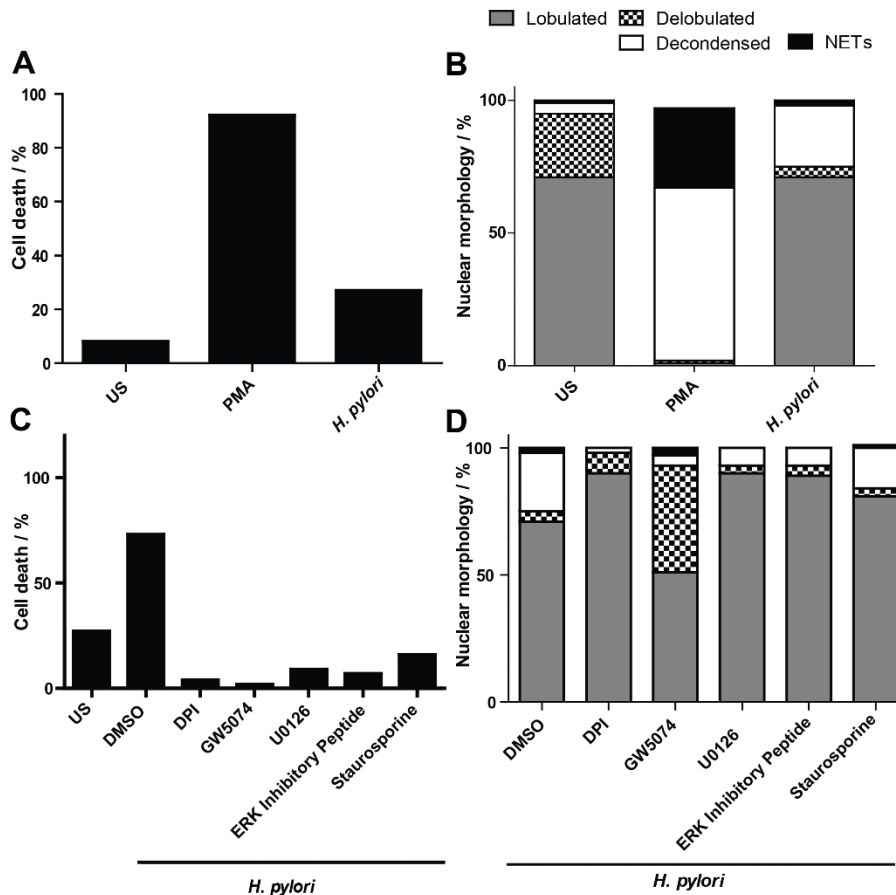 Lobulated Delobulated
Decondensed NETs
A
B
Cell death / %
100
80
60
40
20
0
US
PMA
H. pylori
Nuclear morphology / %
100
50
0
US
PMA
H. pylori
C
D
Cell death / %
100
50
0
US
DMSO
DPI
GW5074
U0126
ERK Inhibitory Peptide
Staurosporine
H. pylori
Nuclear morphology / %
100
50
0
DMSO
DPI
GW5074
U0126
ERK Inhibitory Peptide
Staurosporine
H. pylori